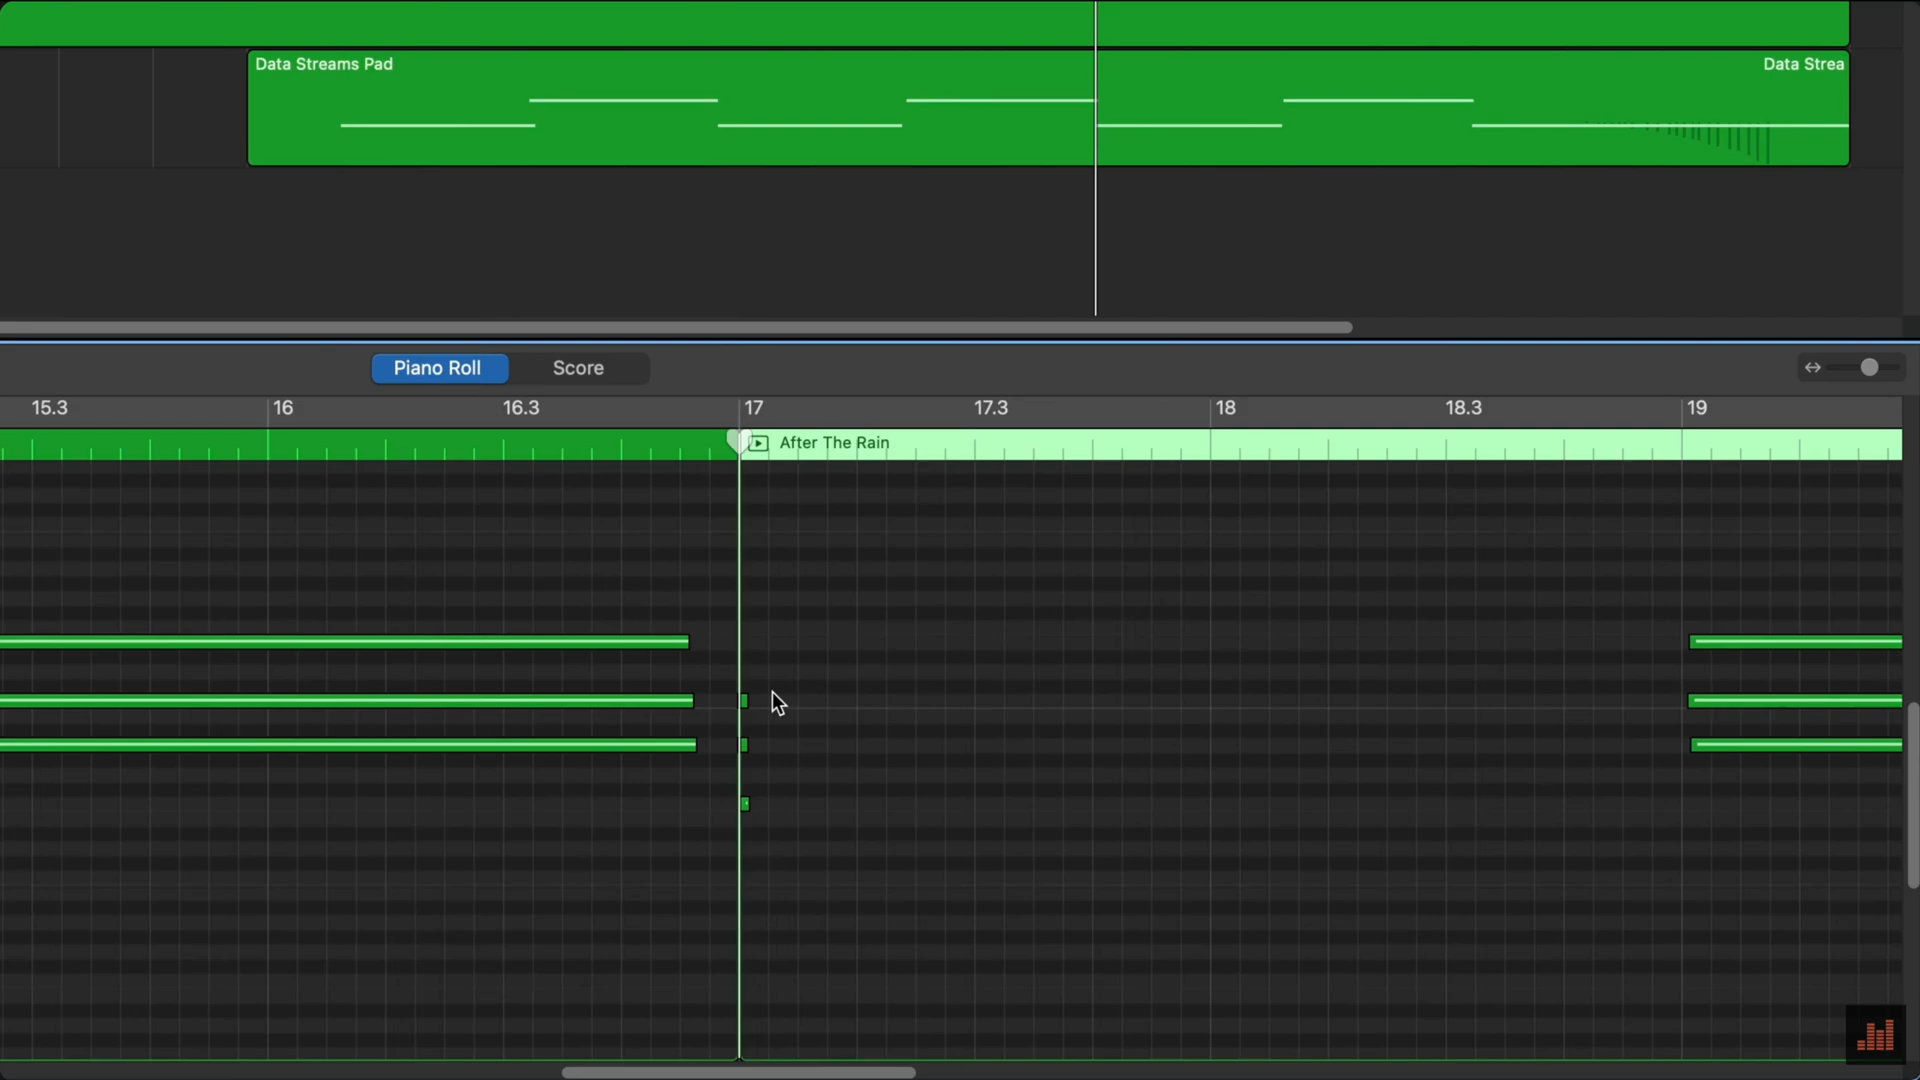 Data Streams Pad
Data Strea
Piano Roll
Score
15.3
16
16.3
17
17.3
18
18.3
19
After The Rain